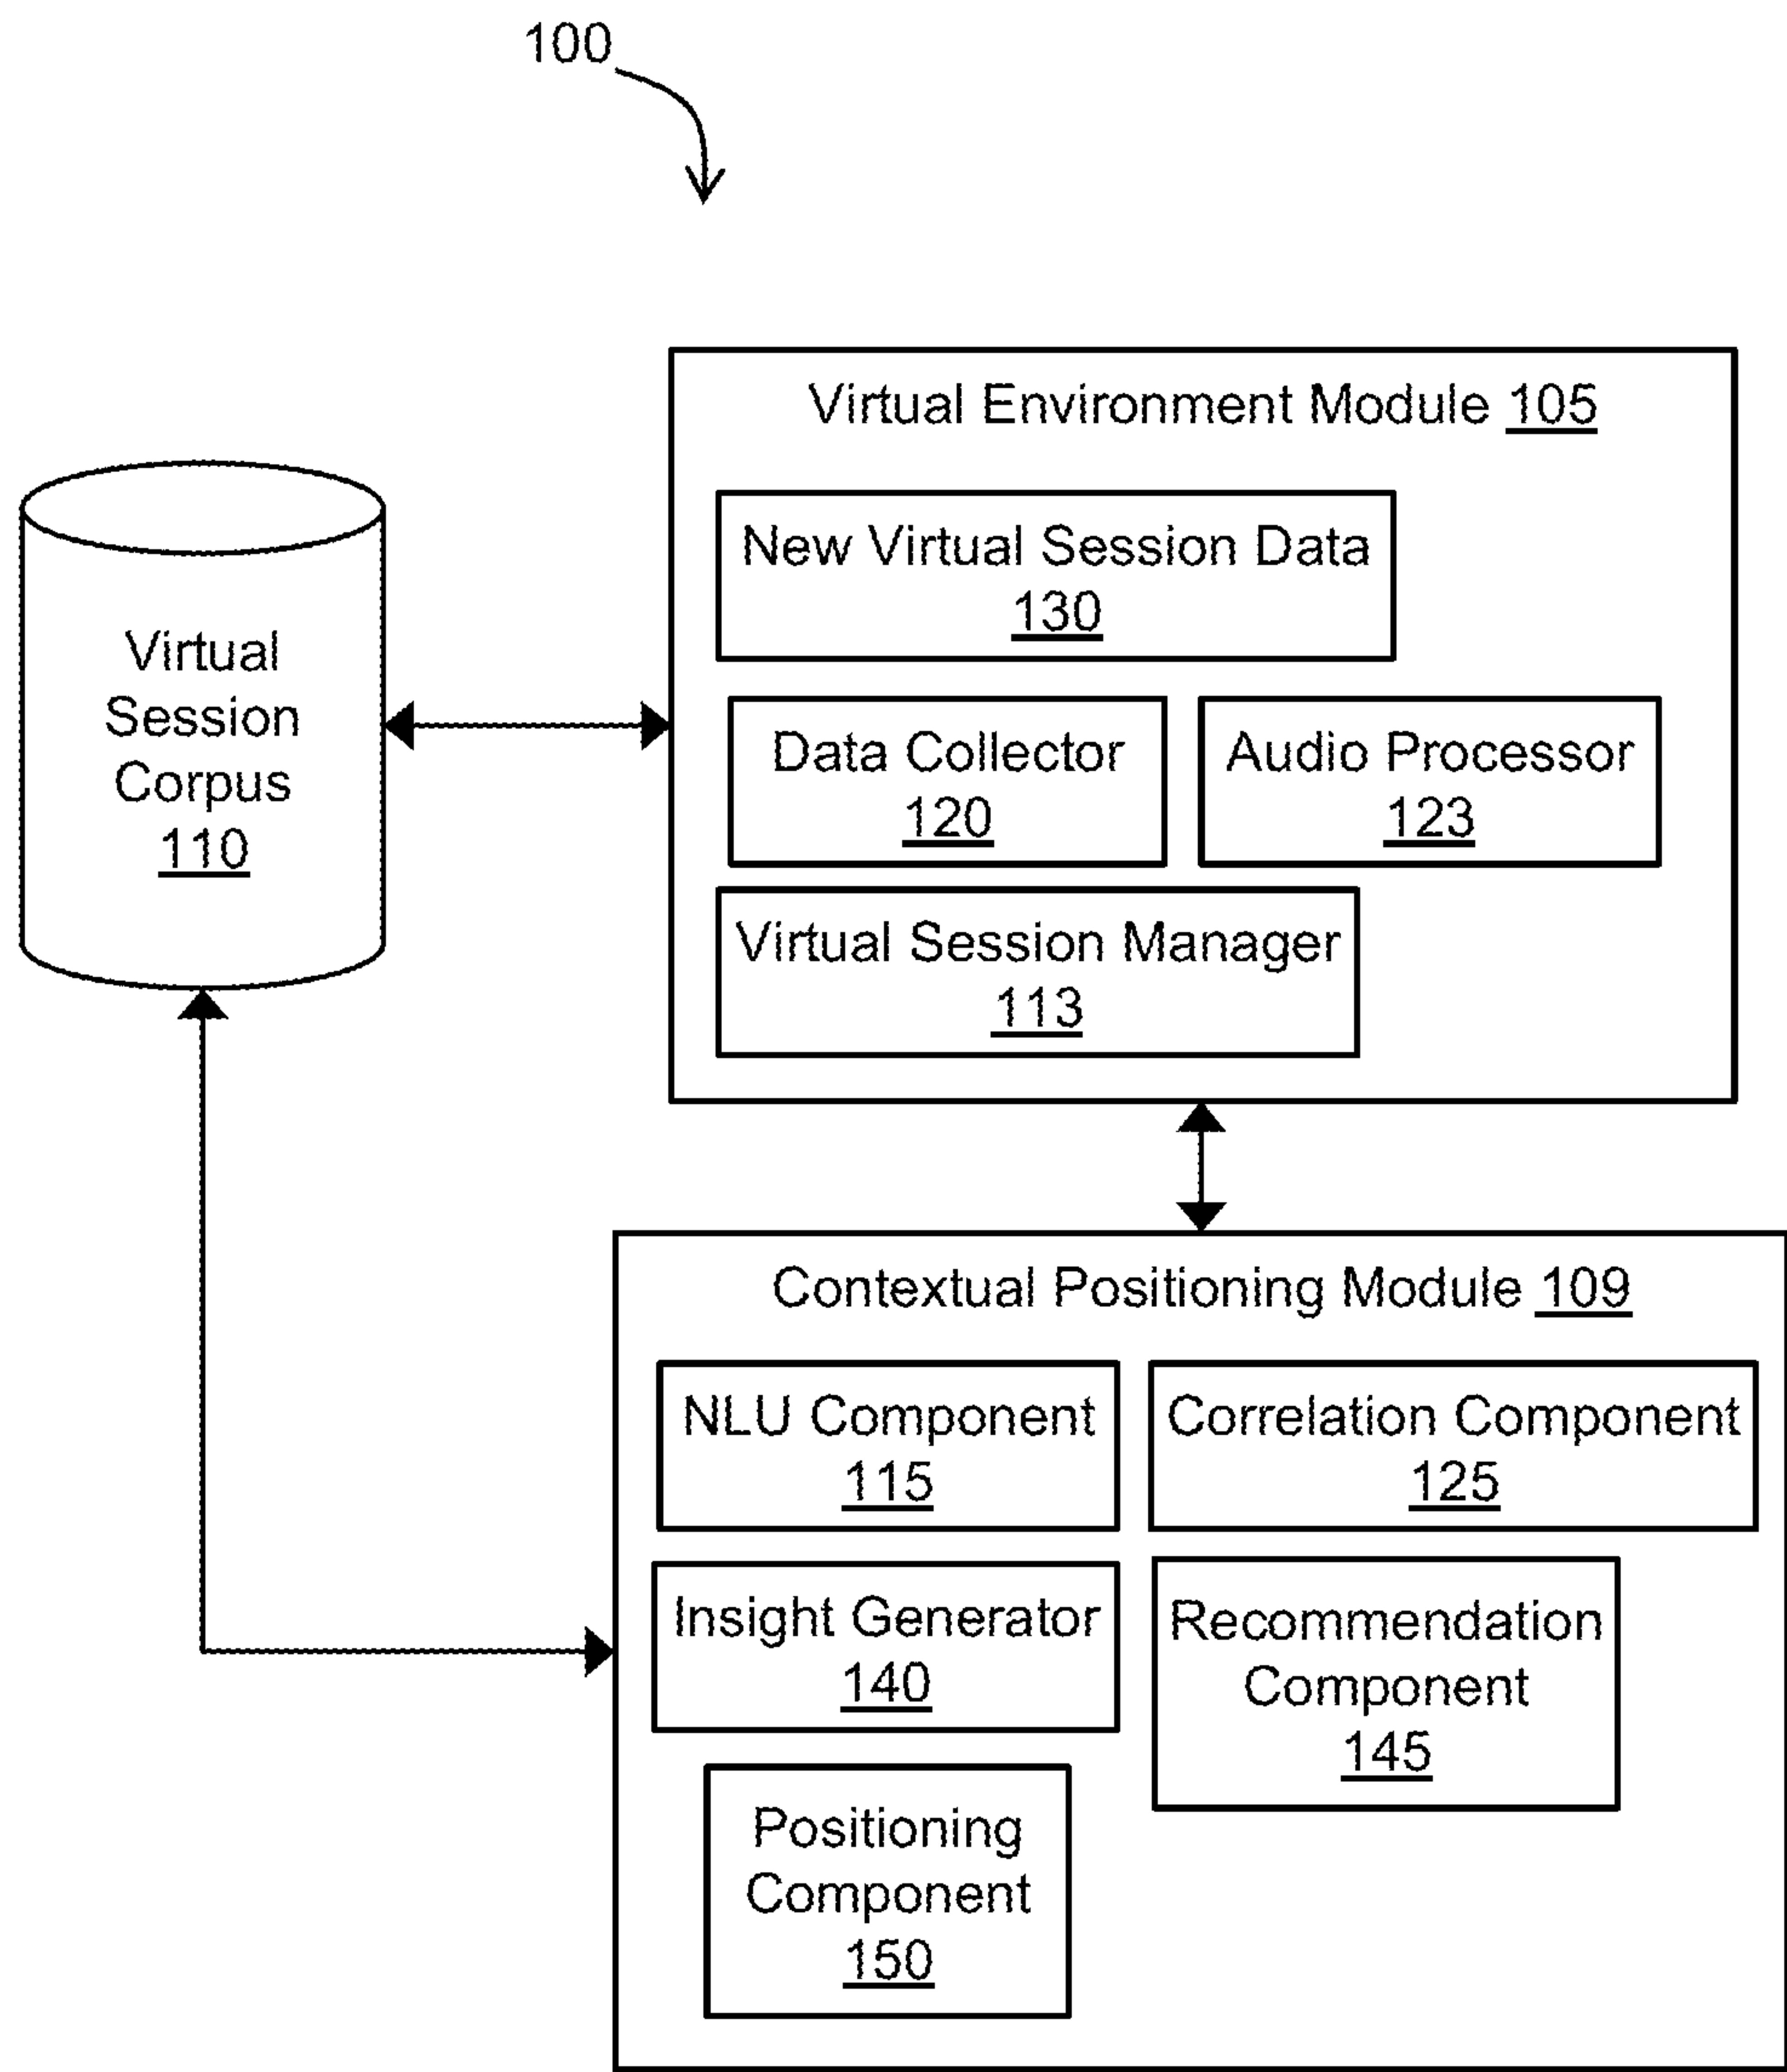 100
Virtual Environment Module 105
New Virtual Session Data
130
Data Collector
120
Audio Processor
123
Virtual Session Manager
113
Virtual
Session
Corpus
110
Contextual Positioning Module 109
NLU Component
115
Correlation Component
125
Insight Generator
140
Recommendation
Component
145
Positioning
Component
150